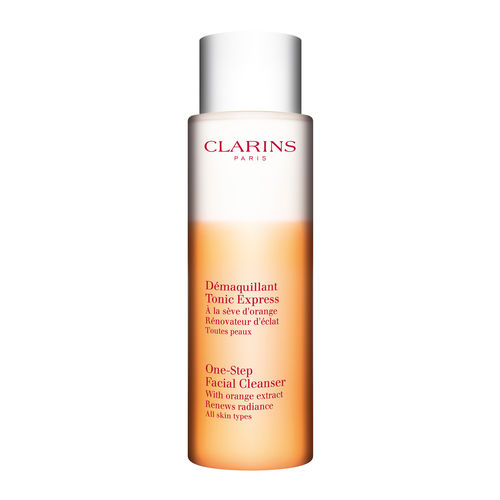 CLARINS
PARIS
Démaquillant
Tonic Express
À la sève d'orange
Rénovateur d'éclat
Toutes peaux
One-Step
Facial Cleanser
With orange extract
Renews radiance
All skin types